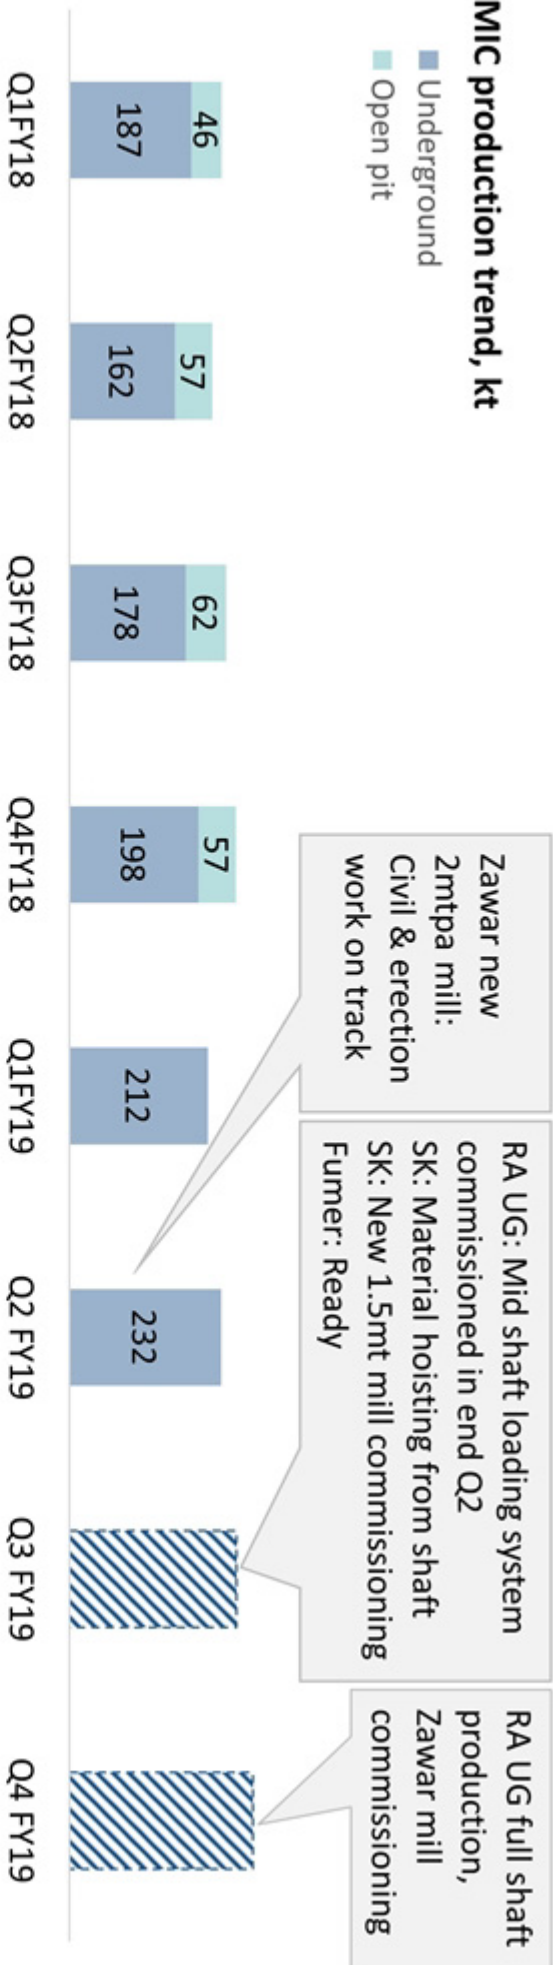 MIC production trend, kt
Underground
Open pit
Zawar new
2mtpa mill:
Civil & erection
work on track
RA UG: Mid shaft loading system
commissioned in end Q2
SK: Material hoisting from shaft
SK: New 1.5mt mill commissioning
Fumer: Ready
RA UG full shaft
production,
Zawar mill
commissioning
46
57
62
57
187
162
178
198
212
232
Q1FY18
Q2FY18
Q3FY18
Q4FY18
Q1FY19
Q2 FY19
Q3 FY19
Q4 FY19